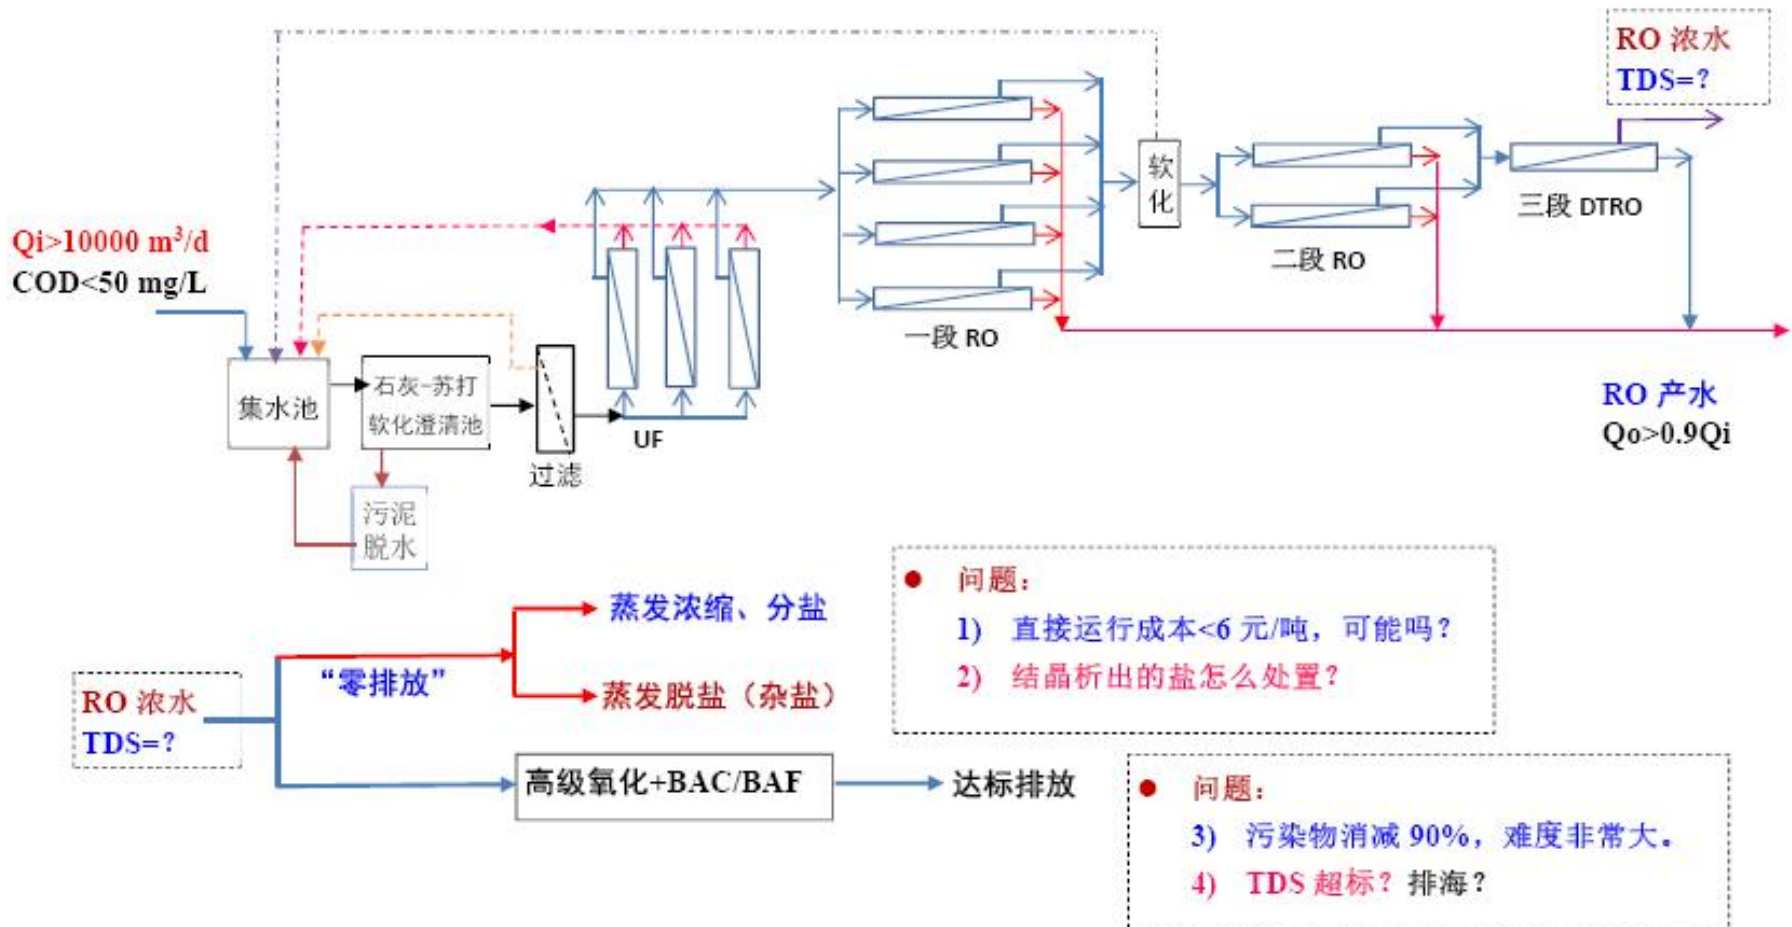 RO 浓水
TDS=?
软
化
三段 DTRO
二段 RO
一段 RO
Qi>10000 m³/d
COD<50 mg/L
集水池
石灰-苏打
软化澄清池
过滤
UF
污泥
脱水
RO 产水
Qo>0.9Qi
RO 浓水
TDS=?
“零排放”
蒸发浓缩、分盐
蒸发脱盐（杂盐）
高级氧化+BAC/BAF
达标排放
● 问题：
1) 直接运行成本<6 元/吨，可能吗？
2) 结晶析出的盐怎么处置？
● 问题：
3) 污染物消减 90%，难度非常大。
4) TDS 超标？排海？